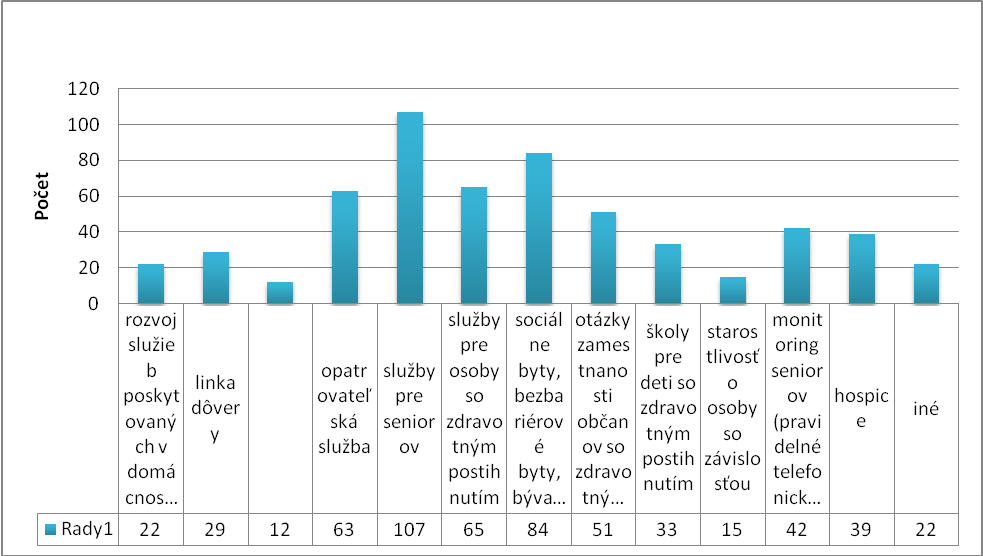 120
100
80
60
40
20
0
Počet
rozvoj
služie
b
poskyt
ovaný
ch v
domá
cnos...
linka
dôver
y
opatr
ovateľ
ská
služba
služby
pre
senior
ov
služby
pre
osoby
so
zdravo
tným
postih
nutím
sociál
ne
byty,
bezba
riérov
é
byty,
býva...
otázky
zames
tnano
sti
občan
ov so
zdravo
tný...
školy
pre
deti so
zdravo
tným
postih
nutím
staros
tlivosť
o
osoby
so
závislo
sťou
monit
oring
senior
ov
(pravi
delné
telefo
nick...
hospic
e
iné
Rady1 22 29 12 63 107 65 84 51 33 15 42 39 22